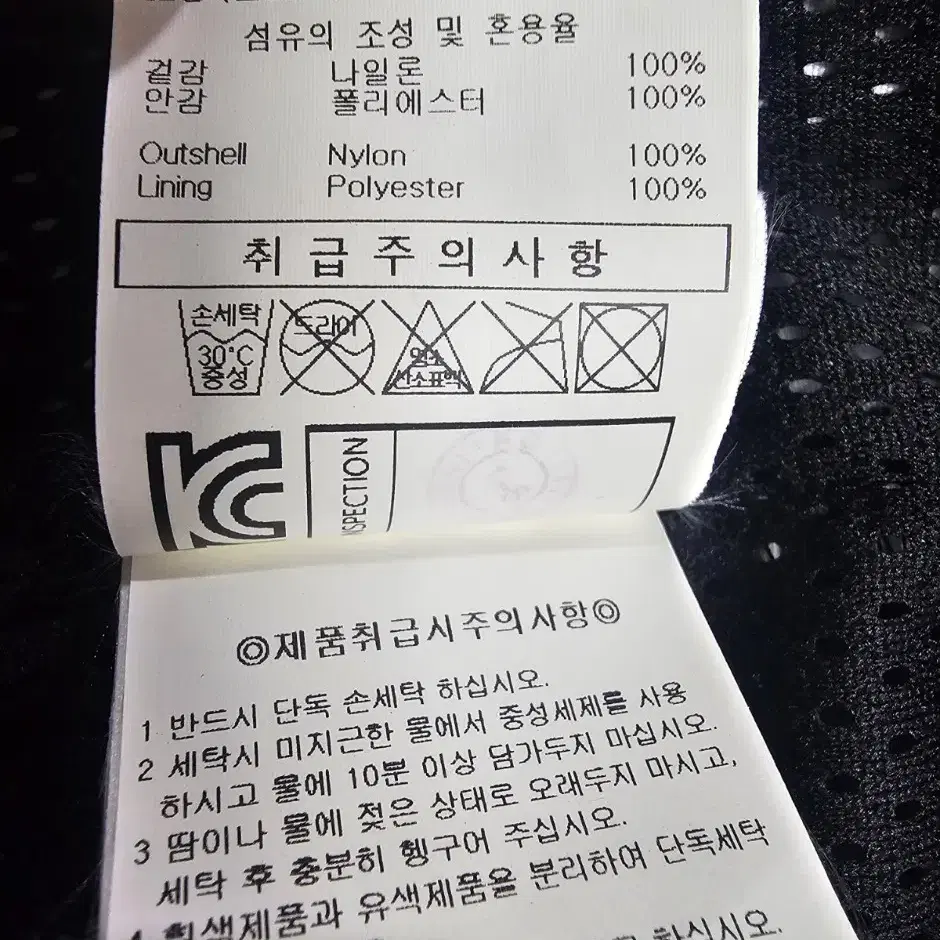 섬유의 조성 및 혼용율
겉감 나일론 100%
안감 폴리에스터 100%
Outshell Nylon 100%
Lining Polyester 100%
취급주의사항
손세탁 드라이
30°C 염소
중성 산소표백
KC
NSPECTION
◎제품취급시주의사항◎
1 반드시 단독 손세탁 하십시오.
2 세탁시 미지근한 물에서 중성세제를 사용
하시고 물에 10분 이상 담가두지 마십시오.
3 땀이나 물에 젖은 상태로 오래두지 마시고,
세탁 후 충분히 헹구어 주십시오.
4 흰색제품과 유색제품을 분리하여 단독세탁
하십시오.